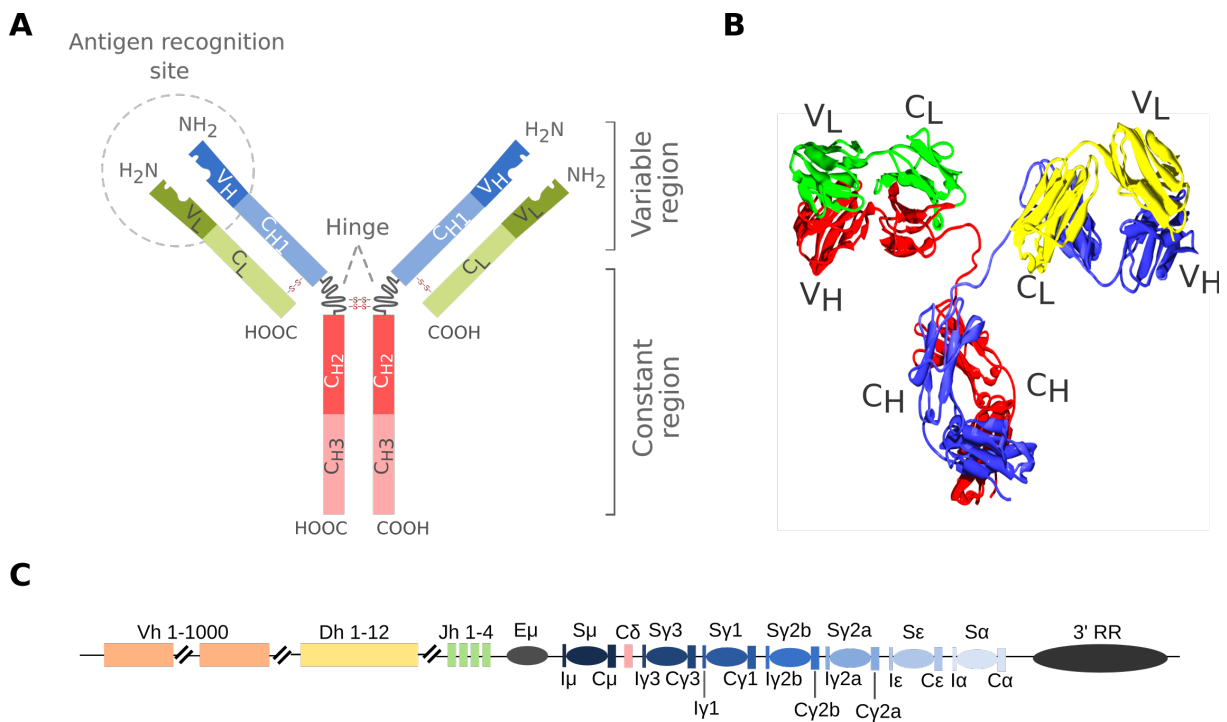 A
Antigen recognition
site
NH2
H2N
VH
VL
CH1
CL
HOOC
Hinge
H2N
NH2
VH
VL
CH1
CL
COOH
CH2
CH2
CH3
CH3
HOOC
COOH
Variable
region
Constant
region
B
VL
CL
VL
VH
CL
VH
CH
CH
C
Vh 1-1000
Dh 1-12
Jh 1-4
Eμ
Sμ
Cδ
Sγ3
Sγ1
Sγ2b
Sγ2a
Sε
Sα
3' RR
Iμ
Cμ
Iγ3
Cγ3
Cγ1
Iγ2b
Iγ2a
Iε
Cε
Iα
Cα
Iγ1
Cγ2b
Cγ2a